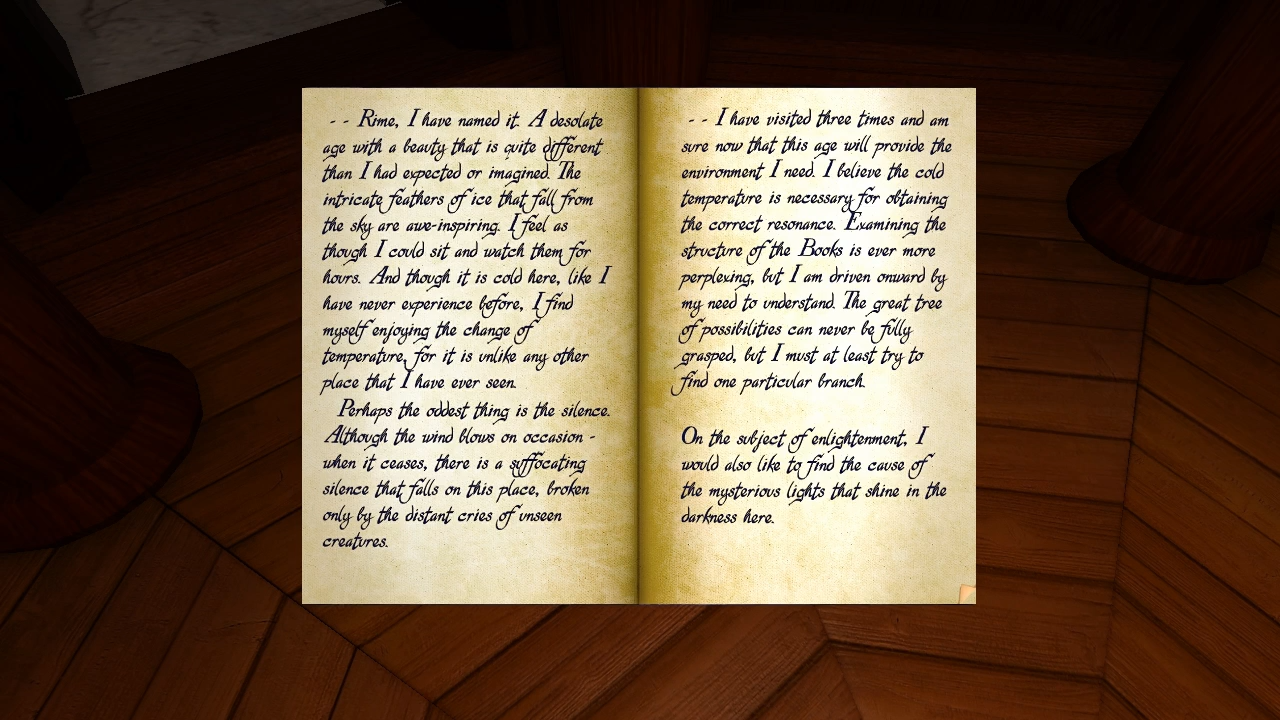 - - Rime, I have named it. A desolate
age with a beauty that is quite different
than I had expected or imagined. The
intricate feathers of ice that fall from
the sky are awe-inspiring. I feel as
though I could sit and watch them for
hours. And though it is cold here, like I
have never experience before, I find
myself enjoying the change of
temperature, for it is unlike any other
place that I have ever seen.
Perhaps the oddest thing is the silence.
Although the wind blows on occasion -
when it ceases, there is a suffocating
silence that falls on this place, broken
only by the distant cries of unseen
creatures.
- - I have visited three times and am
sure now that this age will provide the
environment I need. I believe the cold
temperature is necessary for obtaining
the correct resonance. Examining the
structure of the Books is ever more
perplexing, but I am driven onward by
my need to understand. The great tree
of possibilities can never be fully
grasped, but I must at least try to
find one particular branch.
On the subject of enlightenment, I
would also like to find the cause of
the mysterious lights that shine in the
darkness here.